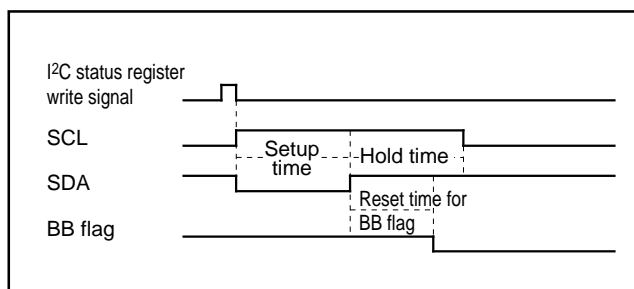 I2C status register
write signal
SCL
Setup
time
Hold time
SDA
Reset time for
BB flag
BB flag